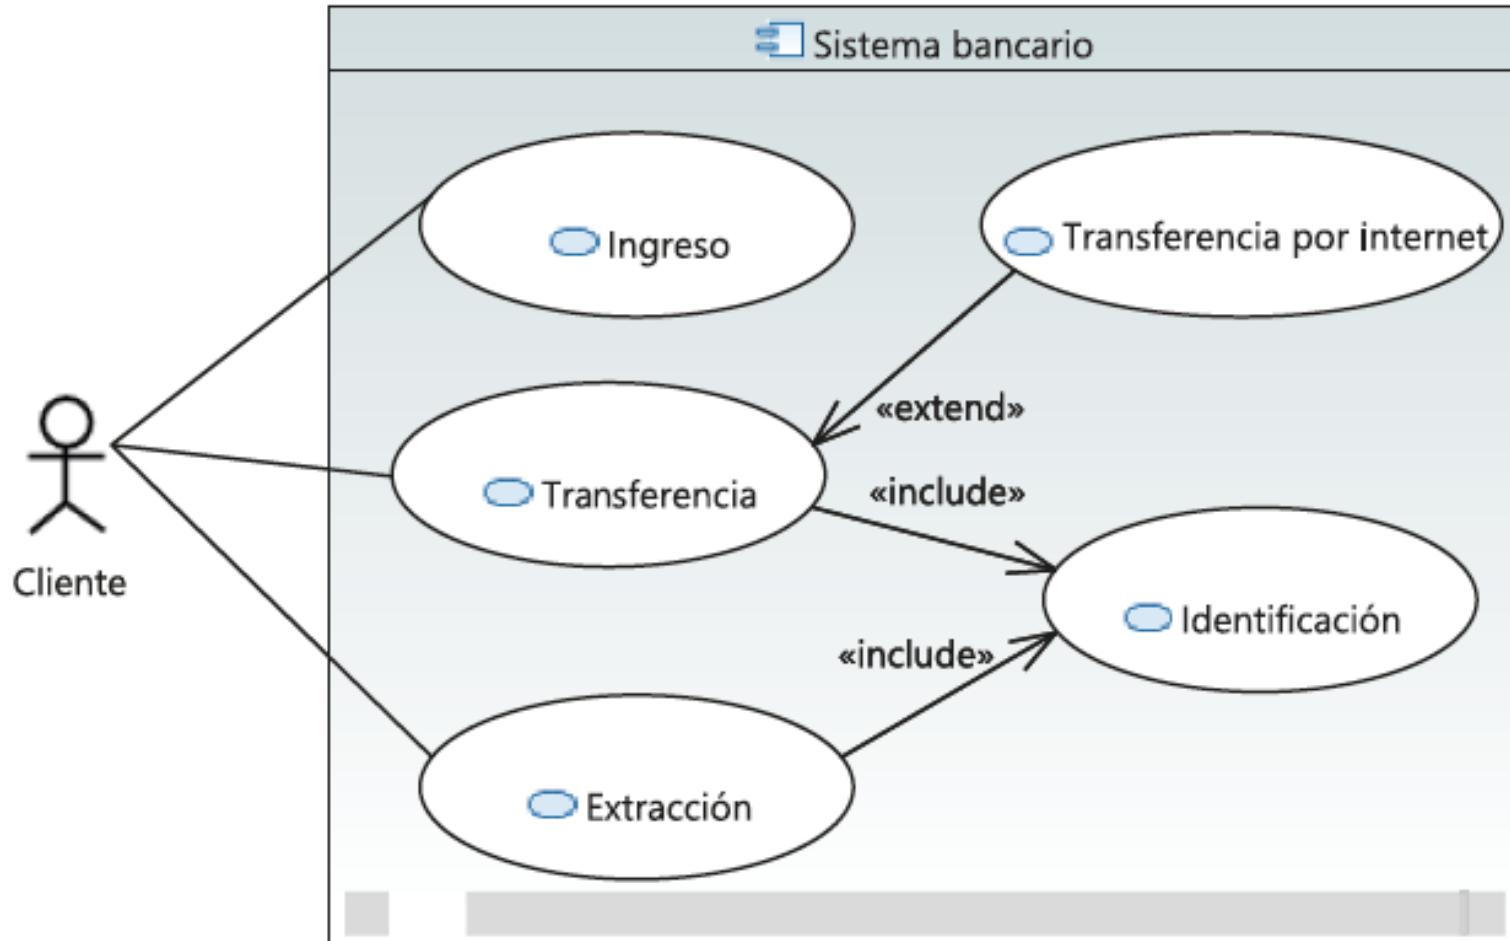 Sistema bancario
Ingreso
Transferencia por internet
«extend»
Transferencia
«include»
Cliente
Identificación
«include»
Extracción